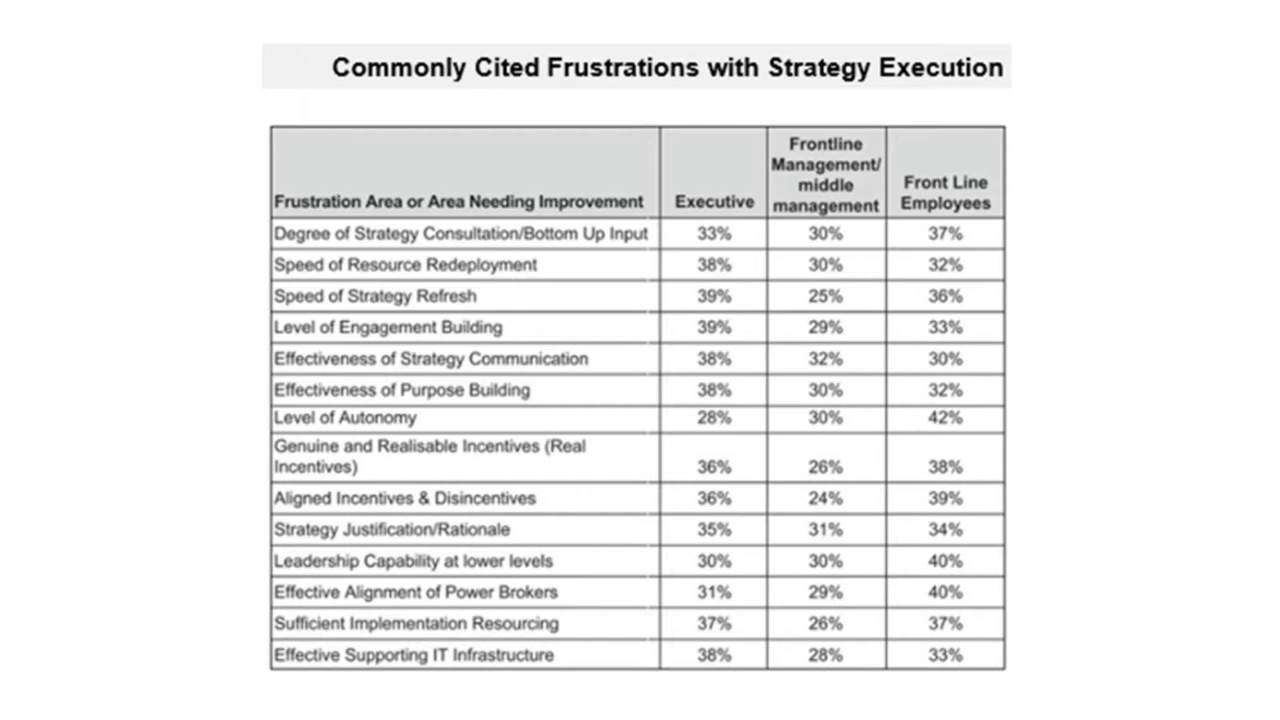 Commonly Cited Frustrations with Strategy Execution
Frustration Area or Area Needing Improvement Executive Frontline Management/ middle management Front Line Employees
Degree of Strategy Consultation/Bottom Up Input 33% 30% 37%
Speed of Resource Redeployment 38% 30% 32%
Speed of Strategy Refresh 39% 25% 36%
Level of Engagement Building 39% 29% 33%
Effectiveness of Strategy Communication 38% 32% 30%
Effectiveness of Purpose Building 38% 30% 32%
Level of Autonomy 28% 30% 42%
Genuine and Realisable Incentives (Real
Incentives) 36% 26% 38%
Aligned Incentives & Disincentives 36% 24% 39%
Strategy Justification/Rationale 35% 31% 34%
Leadership Capability at lower levels 30% 30% 40%
Effective Alignment of Power Brokers 31% 29% 40%
Sufficient Implementation Resourcing 37% 26% 37%
Effective Supporting IT Infrastructure 38% 28% 33%